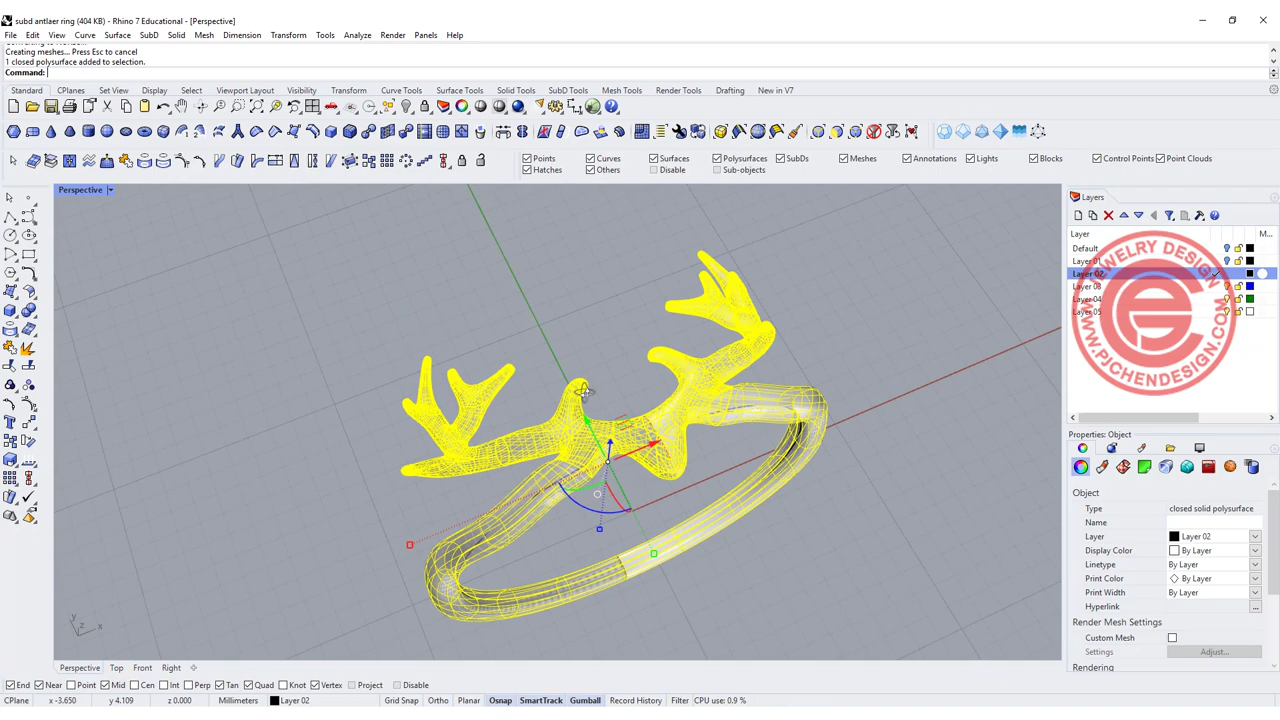 subd antlaer ring (404 KB) - Rhino 7 Educational - [Perspective]
File Edit View Curve Surface SubD Solid Mesh Dimension Transform Tools Analyze Render Panels Help
Creating meshes... Press Esc to cancel
1 closed polysurface added to selection.
Command:
Standard CPlanes Set View Display Select Viewport Layout Visibility Transform Curve Tools Surface Tools Solid Tools SubD Tools Mesh Tools Render Tools Drafting New in V7
Points Curves Surfaces Polysurfaces SubDs Meshes Annotations Lights Blocks Control Points Point Clouds
Hatches Others Disable Sub-objects
Perspective
Layers
Layer M...
Default
Layer 01
Layer 02
Layer 03
Layer 04
Layer 05
JEWELRY DESIGN
WWW.PJCHENDESIGN.COM
Properties: Object
Object
Type closed solid polysurface
Name
Layer Layer 02
Display Color By Layer
Linetype By Layer
Print Color By Layer
Print Width By Layer
Hyperlink ...
Render Mesh Settings
Custom Mesh
Settings Adjust...
Rendering
y
z x
Perspective Top Front Right
End Near Point Mid Cen Int Perp Tan Quad Knot Vertex Project Disable
CPlane x -3.650 y 4.109 z 0.000 Millimeters Layer 02 Grid Snap Ortho Planar Osnap SmartTrack Gumball Record History Filter CPU use: 0.9 %